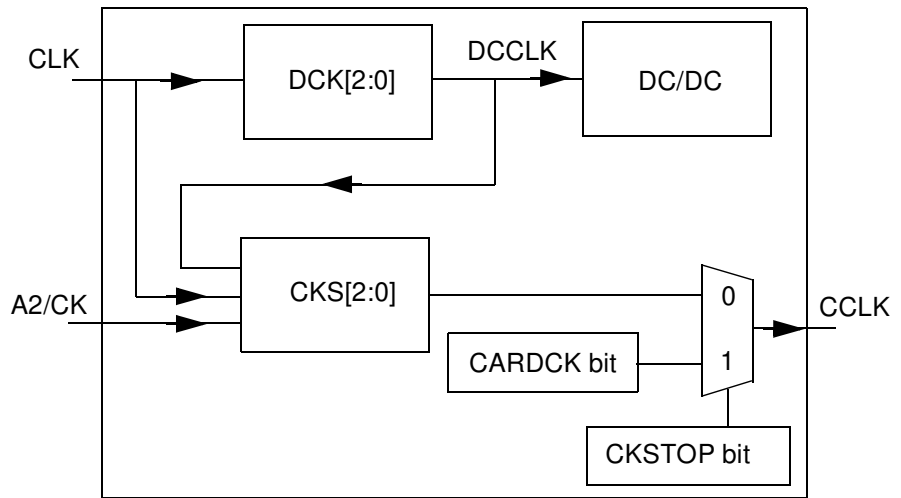 CLK
DCK[2:0]
DCCLK
DC/DC
A2/CK
CKS[2:0]
0
CCLK
CARDCK bit
1
CKSTOP bit